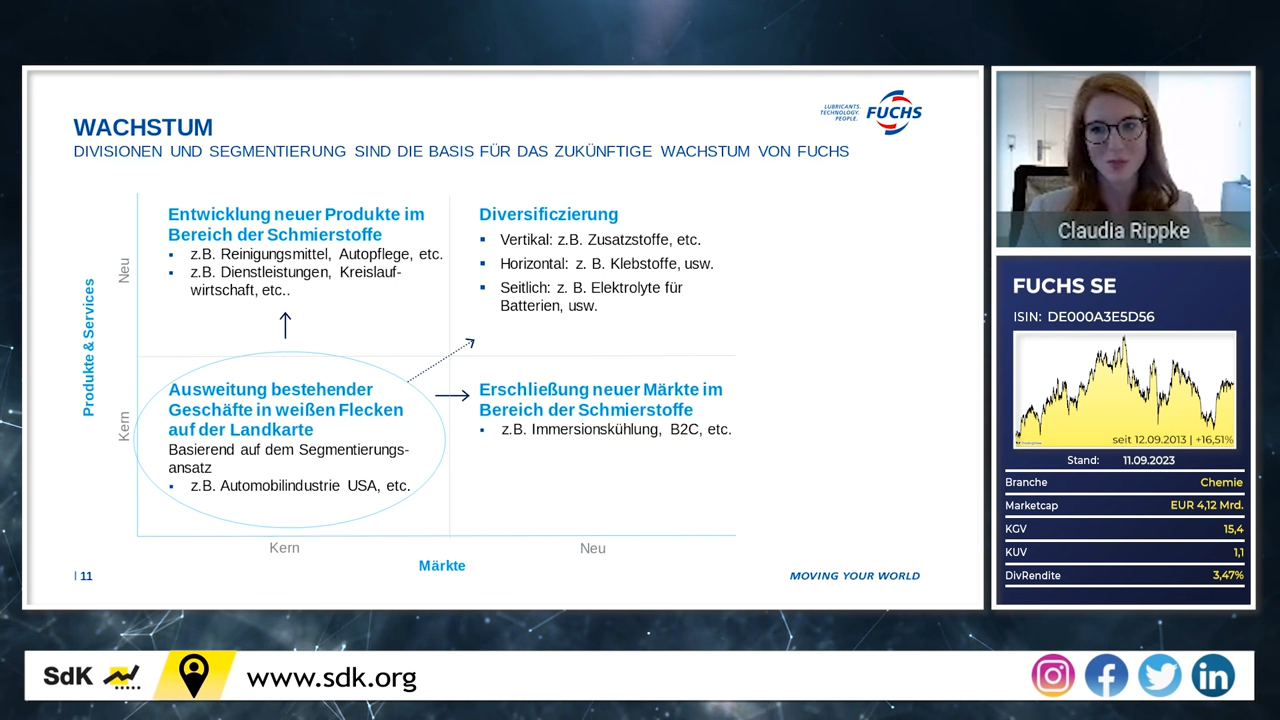 WACHSTUM
DIVISIONEN UND SEGMENTIERUNG SIND DIE BASIS FÜR DAS ZUKÜNFTIGE WACHSTUM VON FUCHS
LUBRICANTS.
TECHNOLOGY.
PEOPLE.
FUCHS
Produkte & Services
Neu
Kern
Entwicklung neuer Produkte im
Bereich der Schmierstoffe
▪ z.B. Reinigungsmittel, Autopflege, etc.
▪ z.B. Dienstleistungen, Kreislauf-
wirtschaft, etc..
Diversificzierung
▪ Vertikal: z.B. Zusatzstoffe, etc.
▪ Horizontal: z. B. Klebstoffe, usw.
▪ Seitlich: z. B. Elektrolyte für
Batterien, usw.
Ausweitung bestehender
Geschäfte in weißen Flecken
auf der Landkarte
Basierend auf dem Segmentierungs-
ansatz
▪ z.B. Automobilindustrie USA, etc.
Erschließung neuer Märkte im
Bereich der Schmierstoffe
▪ z.B. Immersionskühlung, B2C, etc.
Kern
Neu
Märkte
| 11
MOVING YOUR WORLD
Claudia Rippke
FUCHS SE
ISIN: DE000A3E5D56
seit 12.09.2013 | +16,51%
Stand: 11.09.2023
Branche Chemie
Marketcap EUR 4,12 Mrd.
KGV 15,4
KUV 1,1
DivRendite 3,47%
SdK
www.sdk.org